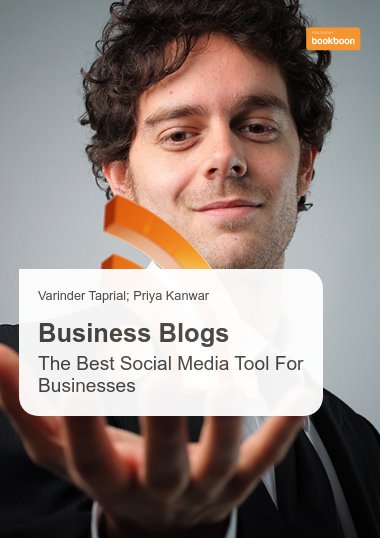 bookboon
Varinder Taprial; Priya Kanwar
Business Blogs
The Best Social Media Tool For
Businesses